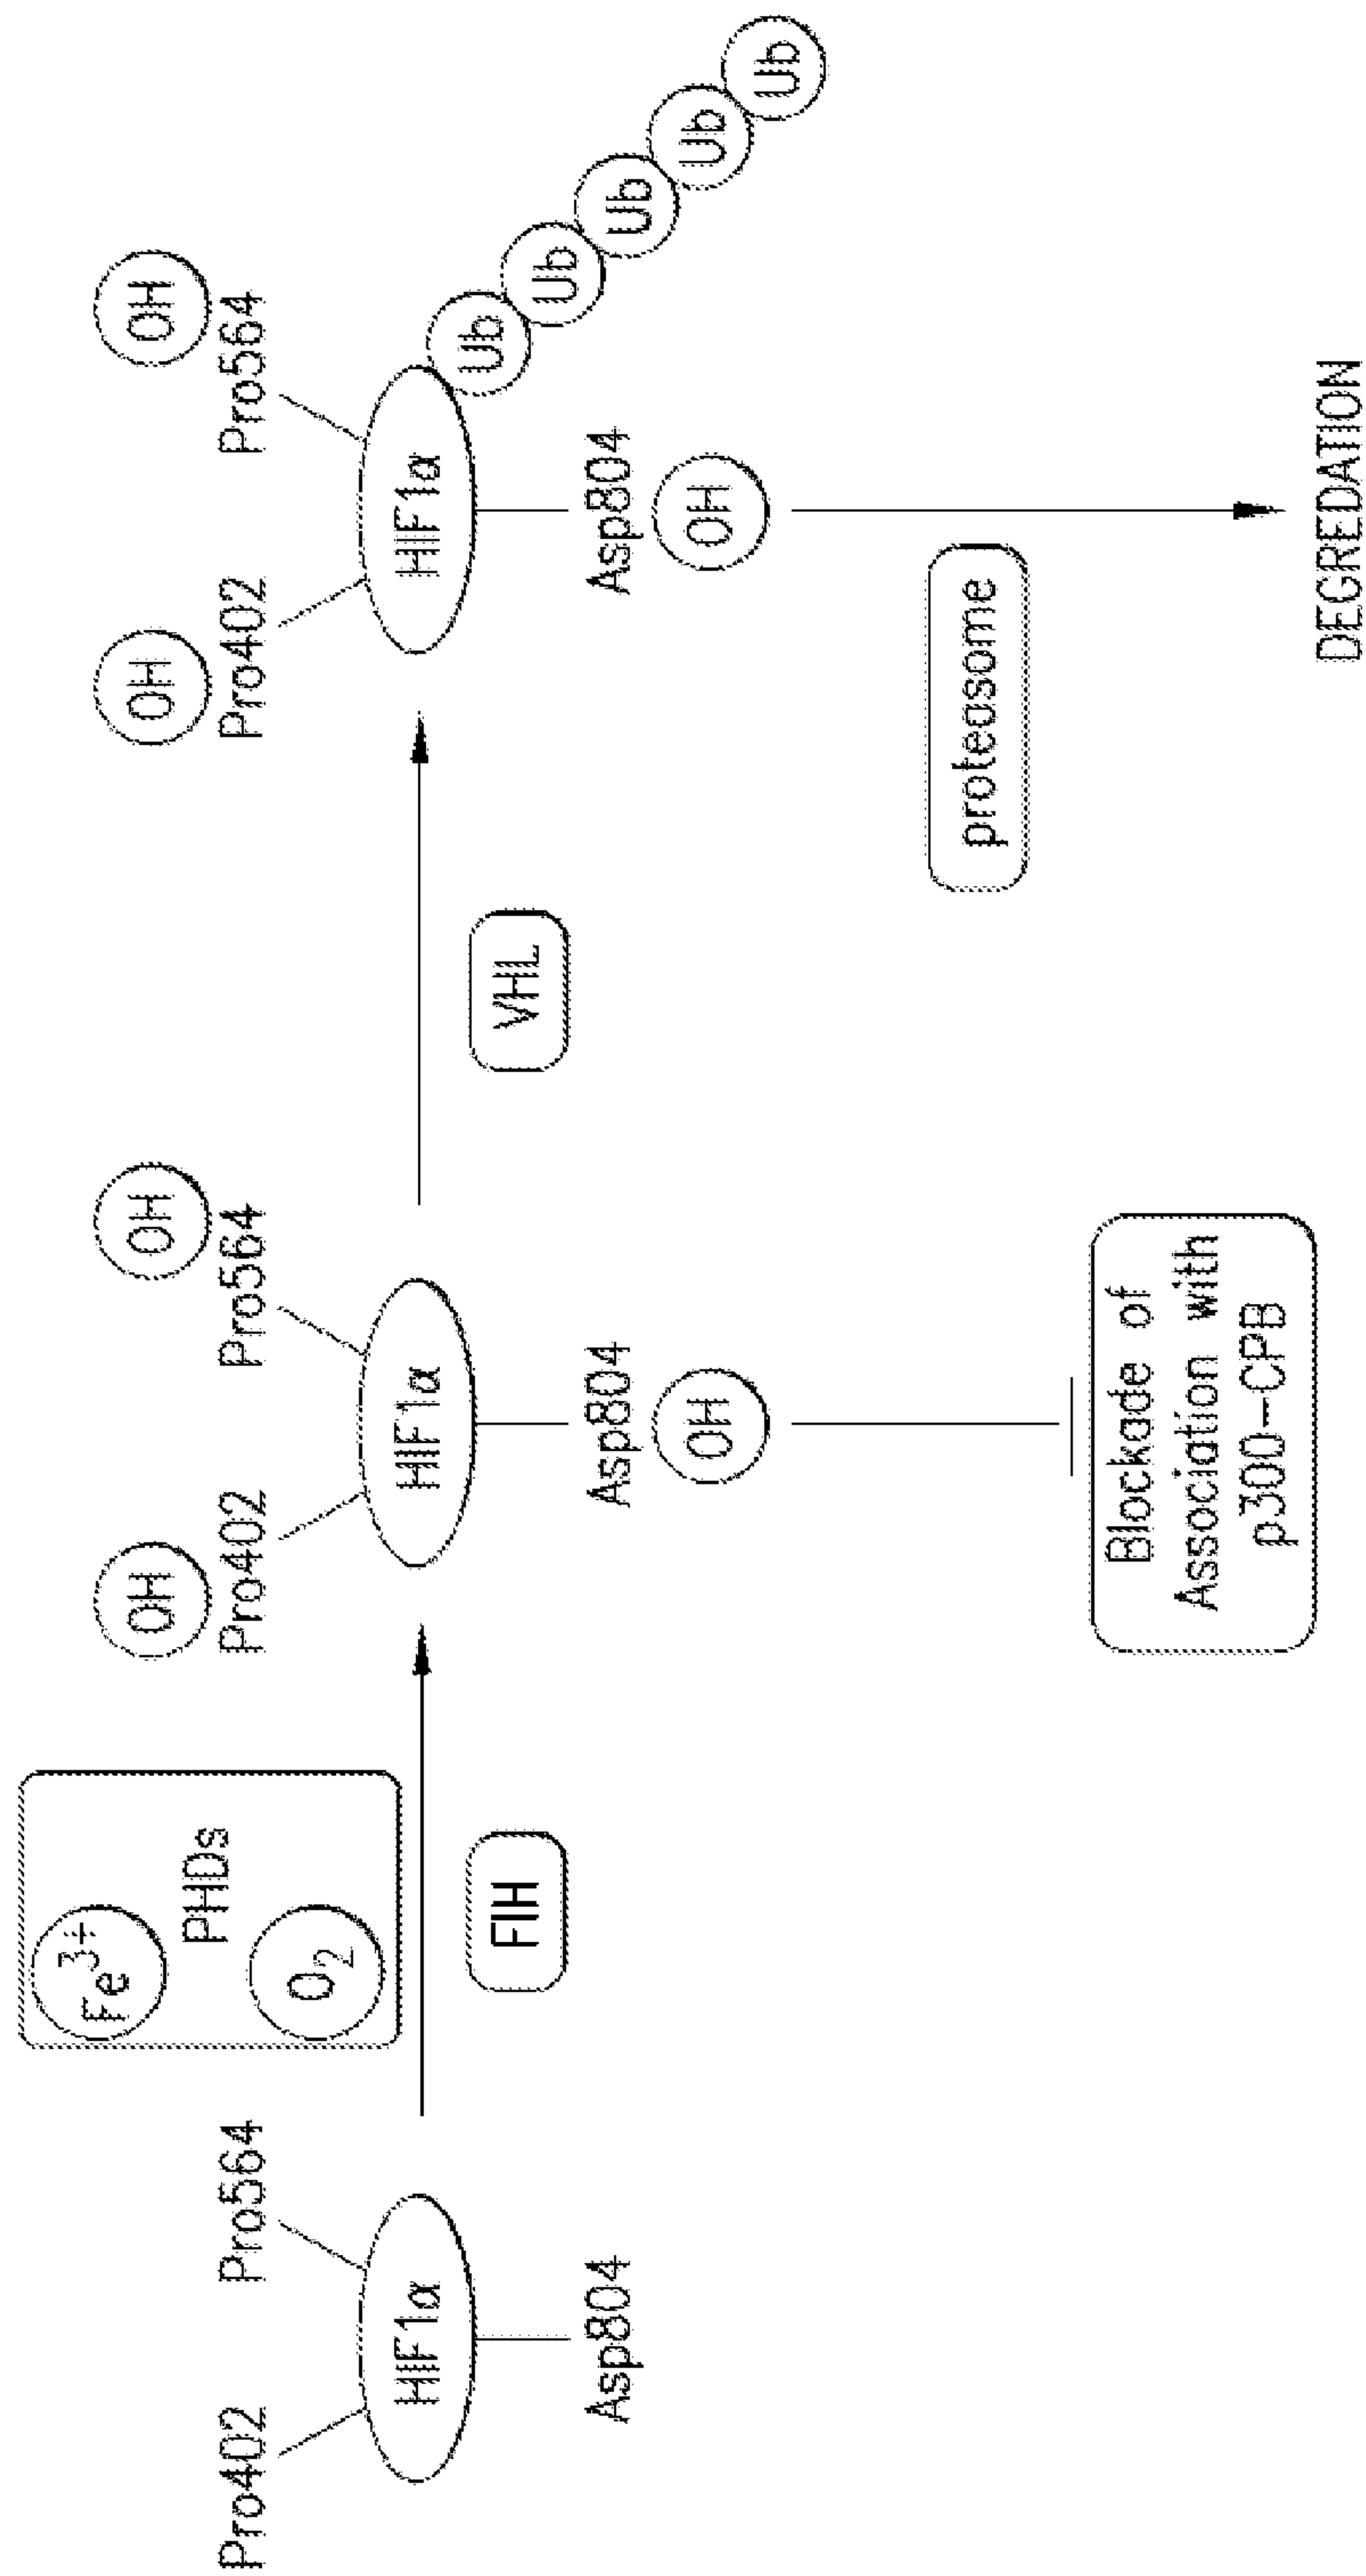 Pro402
Pro564
HIF1α
Asp804
Fe3+
PHDs
O2
FIH
OH
OH
Pro402
Pro564
HIF1α
Asp804
OH
Blockade of
Association with
p300-CPB
VHL
OH
OH
Pro402
Pro564
HIF1α
Ub
Ub
Ub
Ub
Ub
Asp804
OH
proteasome
DEGREDATION